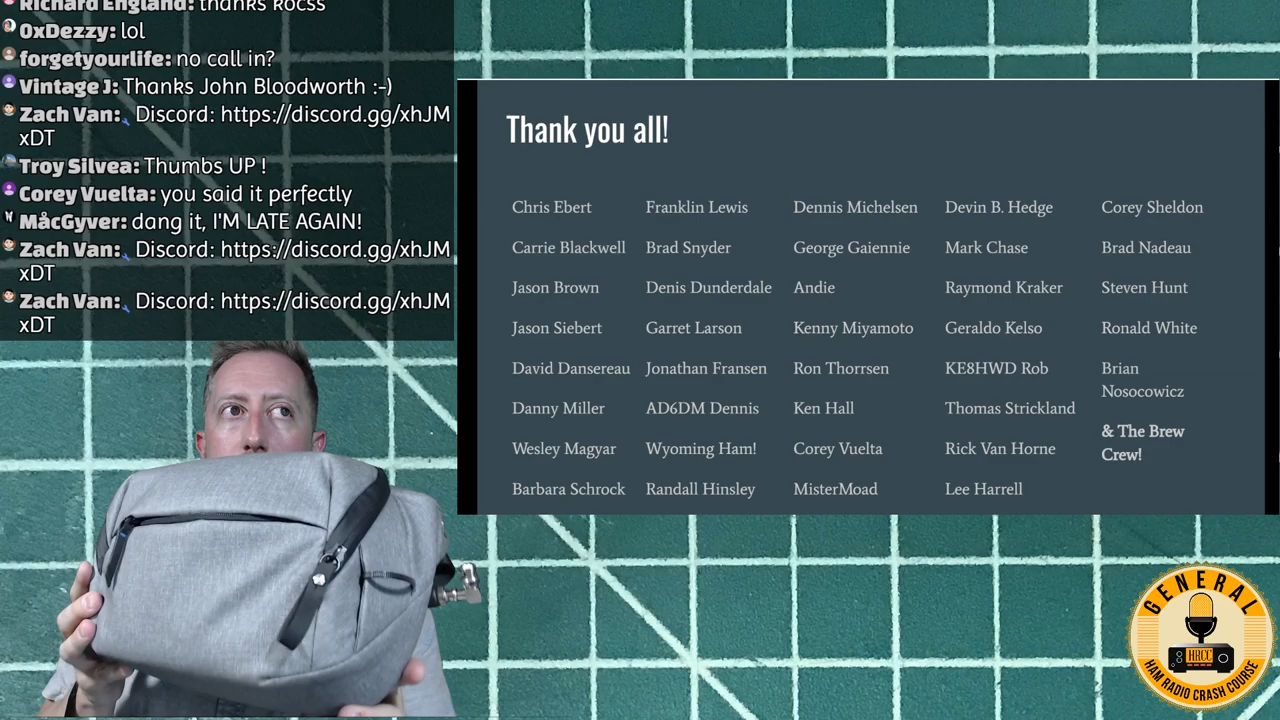 Richard England: thanks Rocss
0xDezzy: lol
forgetyourlife: no call in?
Vintage J: Thanks John Bloodworth :-)
Zach Van: Discord: https://discord.gg/xhJM
xDT
Troy Silvea: Thumbs UP !
Corey Vuelta: you said it perfectly
MåcGyver: dang it, I'M LATE AGAIN!
Zach Van: Discord: https://discord.gg/xhJM
xDT
Zach Van: Discord: https://discord.gg/xhJM
xDT
Thank you all!
Chris Ebert Franklin Lewis Dennis Michelsen Devin B. Hedge Corey Sheldon
Carrie Blackwell Brad Snyder George Gaiennie Mark Chase Brad Nadeau
Jason Brown Denis Dunderdale Andie Raymond Kraker Steven Hunt
Jason Siebert Garret Larson Kenny Miyamoto Geraldo Kelso Ronald White
David Dansereau Jonathan Fransen Ron Thorrsen KE8HWD Rob Brian
Nosocowicz
Danny Miller AD6DM Dennis Ken Hall Thomas Strickland
& The Brew
Crew!
Wesley Magyar Wyoming Ham! Corey Vuelta Rick Van Horne
Barbara Schrock Randall Hinsley MisterMoad Lee Harrell
GENERAL
HRCC
HAM RADIO CRASH COURSE